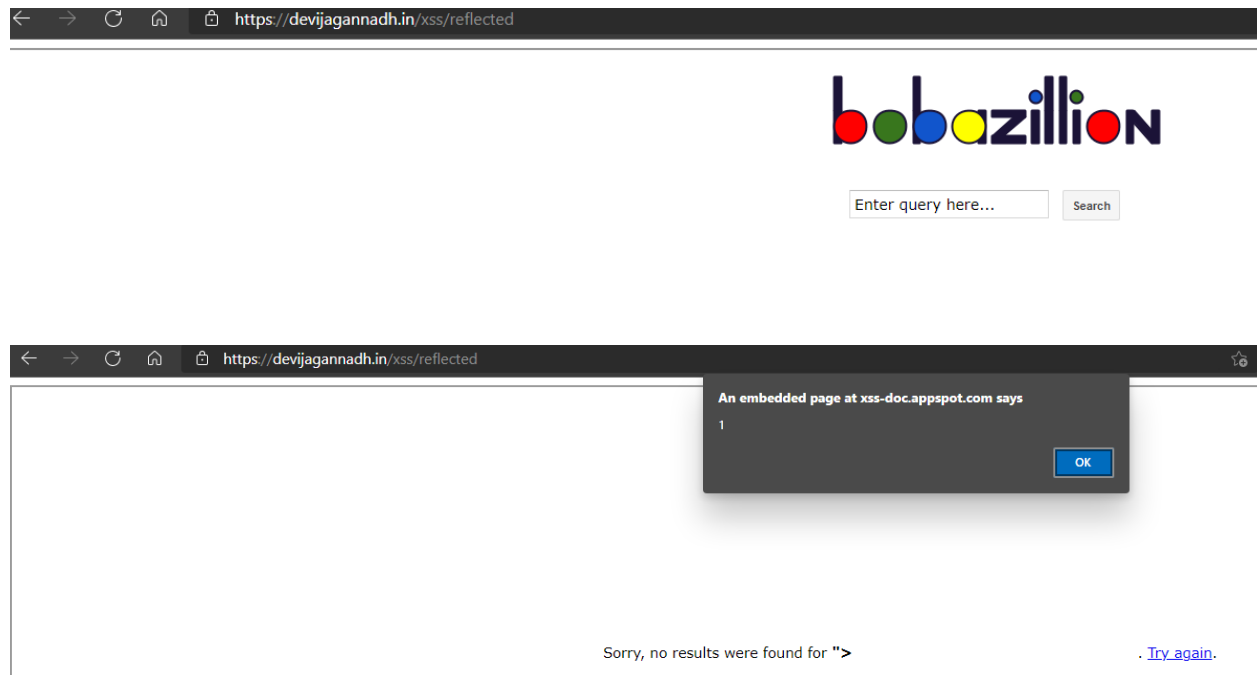 https://devijagannadh.in/xss/reflected
bobazillion
Enter query here...
Search
https://devijagannadh.in/xss/reflected
An embedded page at xss-doc.appspot.com says
1
OK
Sorry, no results were found for "> . Try again.